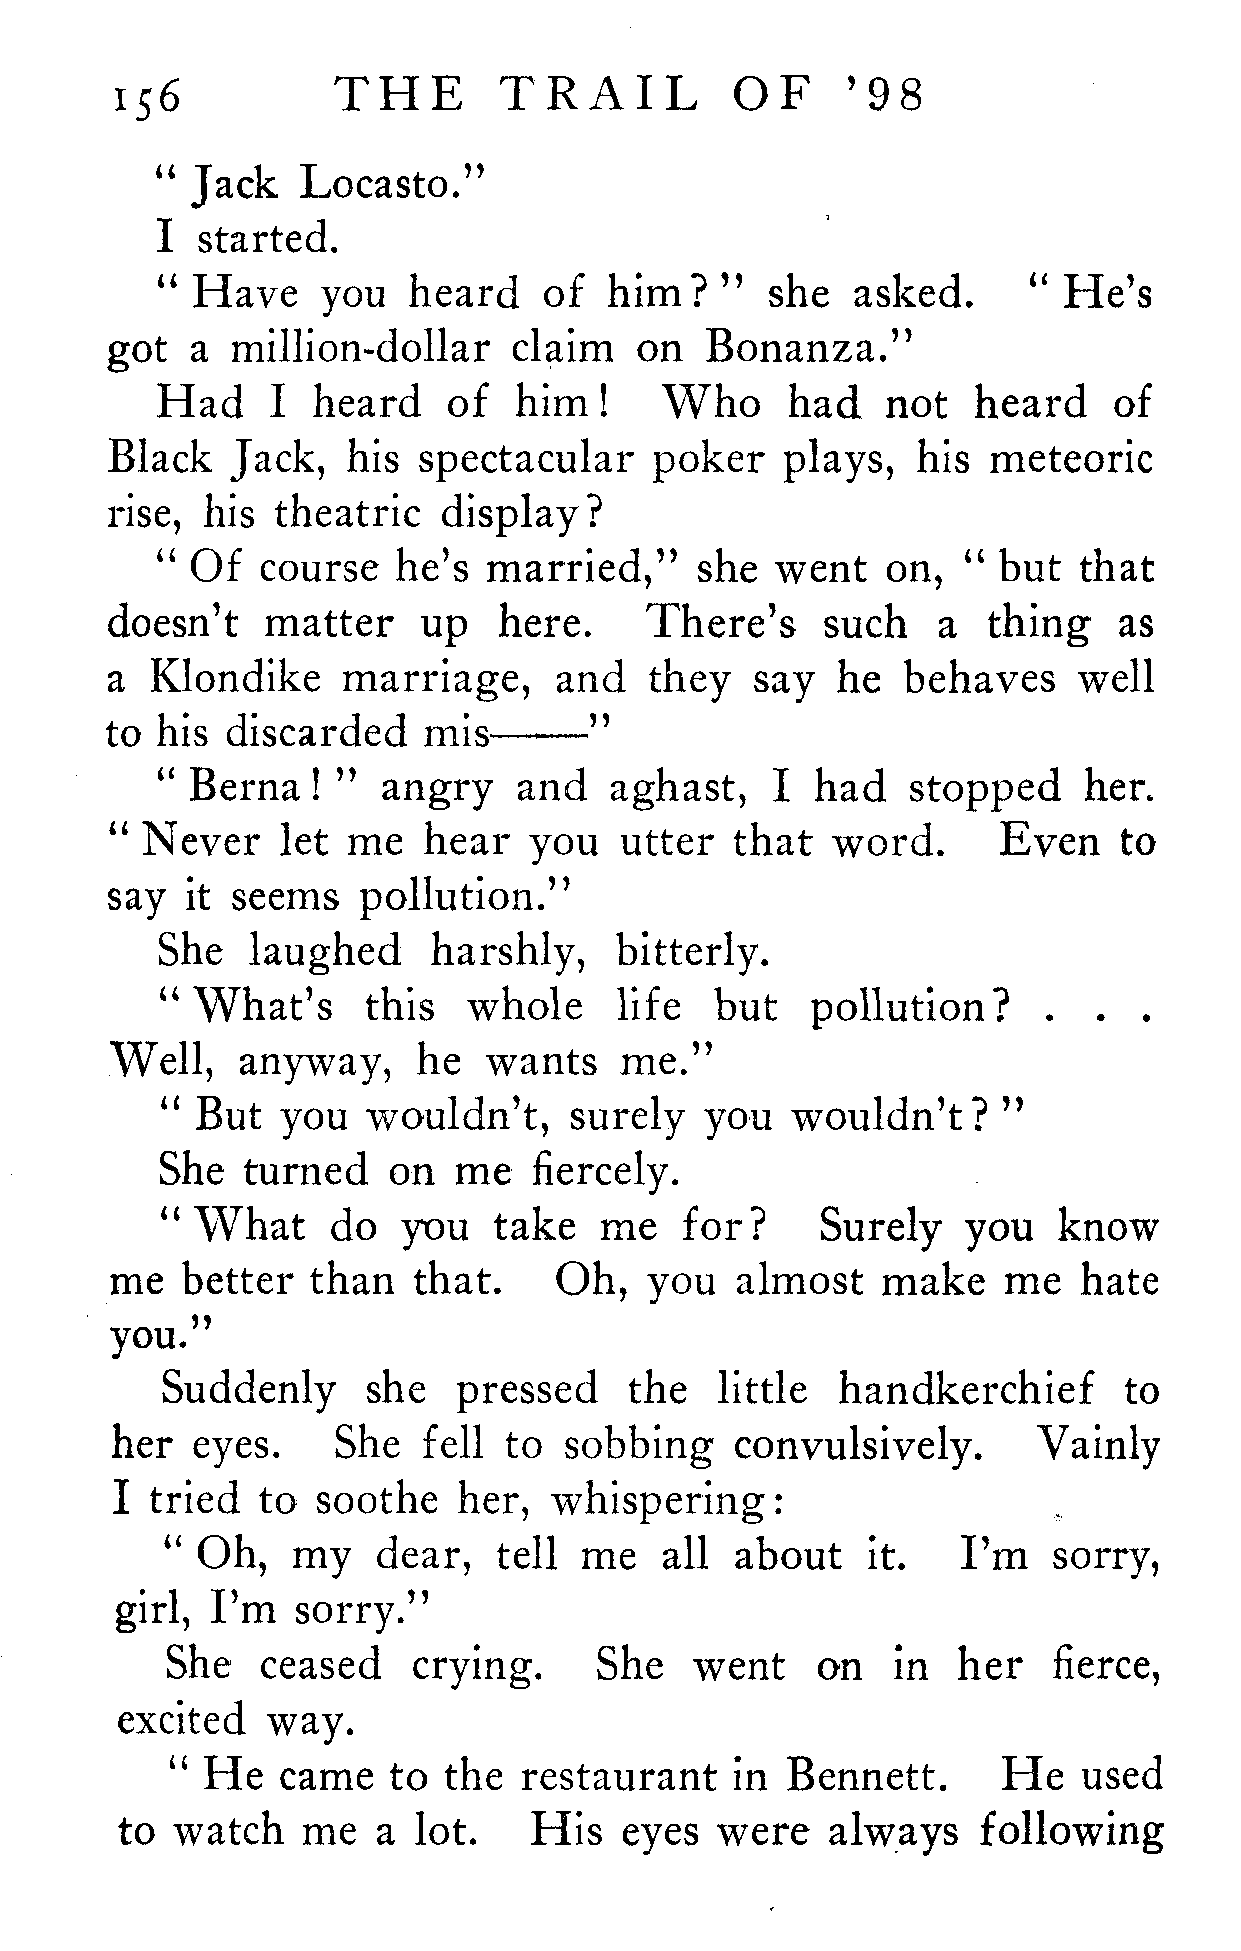 156 THE TRAIL OF '98
" Jack Locasto."
I started.
" Have you heard of him? " she asked. " He's
got a million-dollar claim on Bonanza."
Had I heard of him! Who had not heard of
Black Jack, his spectacular poker plays, his meteoric
rise, his theatric display?
" Of course he's married," she went on, " but that
doesn't matter up here. There's such a thing as
a Klondike marriage, and they say he behaves well
to his discarded mis——"
" Berna! " angry and aghast, I had stopped her.
" Never let me hear you utter that word. Even to
say it seems pollution."
She laughed harshly, bitterly.
" What's this whole life but pollution? . . .
Well, anyway, he wants me."
" But you wouldn't, surely you wouldn't? "
She turned on me fiercely.
" What do you take me for? Surely you know
me better than that. Oh, you almost make me hate
you."
Suddenly she pressed the little handkerchief to
her eyes. She fell to sobbing convulsively. Vainly
I tried to soothe her, whispering:
" Oh, my dear, tell me all about it. I'm sorry,
girl, I'm sorry."
She ceased crying. She went on in her fierce,
excited way.
" He came to the restaurant in Bennett. He used
to watch me a lot. His eyes were always following